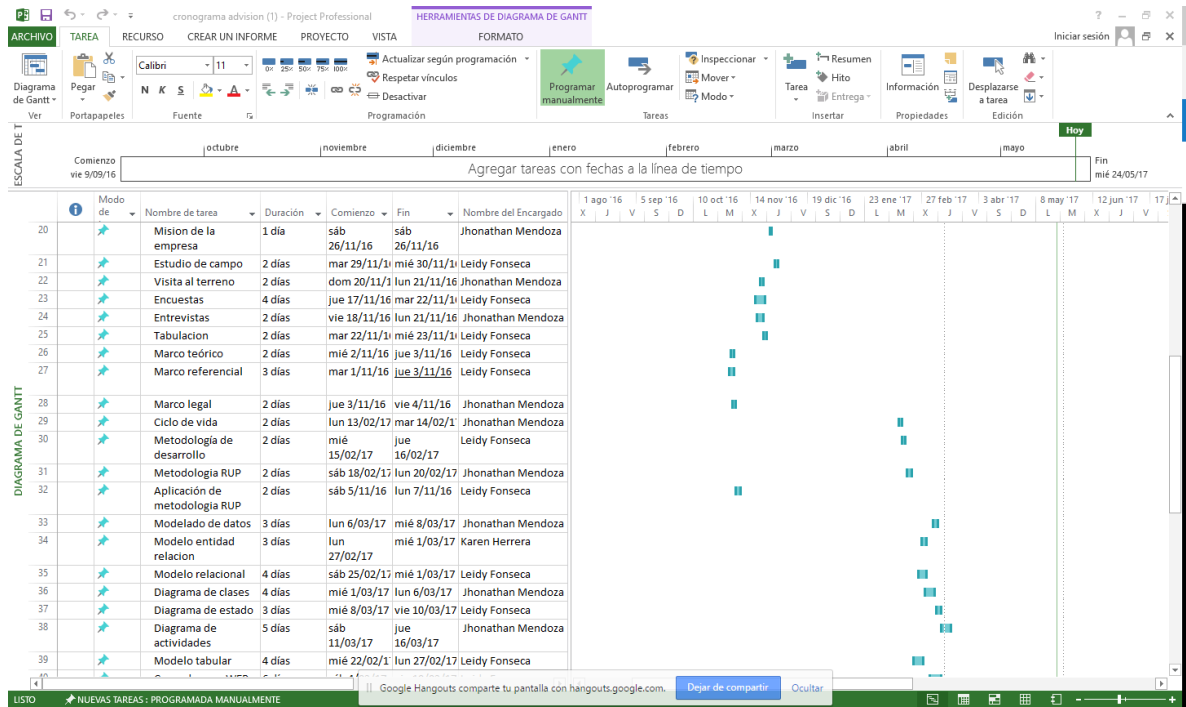 cronograma advision (1) - Project Professional
HERRAMIENTAS DE DIAGRAMA DE GANTT
ARCHIVO TAREA RECURSO CREAR UN INFORME PROYECTO VISTA FORMATO
Iniciar sesión
Diagrama de Gantt
Pegar
Calibri 11
N K S A
0% 25% 50% 75% 100%
Actualizar según programación
Respetar vínculos
Desactivar
Programar manualmente
Autoprogramar
Inspeccionar
Mover
Modo
Tarea
Resumen
Hito
Entrega
Información
Desplazarse a tarea
Ver Portapapeles Fuente Programación Tareas Insertar Propiedades Edición
ESCALA DE T
Hoy
octubre noviembre diciembre enero febrero marzo abril mayo
Comienzo
vie 9/09/16
Agregar tareas con fechas a la línea de tiempo
Fin
mié 24/05/17
DIAGRAMA DE GANTT
Modo de Nombre de tarea Duración Comienzo Fin Nombre del Encargado
1 ago '16 5 sep '16 10 oct '16 14 nov '16 19 dic '16 23 ene '17 27 feb '17 3 abr '17 8 may '17 12 jun '17 17 j
X J V S D L M X J V S D L M X J V S D L M X J V
20 Mision de la empresa 1 día sáb 26/11/16 sáb 26/11/16 Jhonathan Mendoza
21 Estudio de campo 2 días mar 29/11/1 mié 30/11/1 Leidy Fonseca
22 Visita al terreno 2 días dom 20/11/1 lun 21/11/16 Jhonathan Mendoza
23 Encuestas 4 días jue 17/11/16 mar 22/11/1 Leidy Fonseca
24 Entrevistas 2 días vie 18/11/16 lun 21/11/16 Jhonathan Mendoza
25 Tabulacion 2 días mar 22/11/1 mié 23/11/1 Leidy Fonseca
26 Marco teórico 2 días mié 2/11/16 jue 3/11/16 Leidy Fonseca
27 Marco referencial 3 días mar 1/11/16 jue 3/11/16 Leidy Fonseca
28 Marco legal 2 días jue 3/11/16 vie 4/11/16 Jhonathan Mendoza
29 Ciclo de vida 2 días lun 13/02/17 mar 14/02/1 Jhonathan Mendoza
30 Metodología de desarrollo 2 días mié 15/02/17 jue 16/02/17 Leidy Fonseca
31 Metodologia RUP 2 días sáb 18/02/17 lun 20/02/17 Jhonathan Mendoza
32 Aplicación de metodologia RUP 2 días sáb 5/11/16 lun 7/11/16 Leidy Fonseca
33 Modelado de datos 3 días lun 6/03/17 mié 8/03/17 Jhonathan Mendoza
34 Modelo entidad relacion 3 días lun 27/02/17 mié 1/03/17 Karen Herrera
35 Modelo relacional 4 días sáb 25/02/17 mié 1/03/17 Leidy Fonseca
36 Diagrama de clases 4 días mié 1/03/17 lun 6/03/17 Jhonathan Mendoza
37 Diagrama de estado 3 días mié 8/03/17 vie 10/03/17 Leidy Fonseca
38 Diagrama de actividades 5 días sáb 11/03/17 jue 16/03/17 Jhonathan Mendoza
39 Modelo tabular 4 días mié 22/02/1 lun 27/02/17 Leidy Fonseca
Google Hangouts comparte tu pantalla con hangouts.google.com. Dejar de compartir Ocultar
LISTO NUEVAS TAREAS : PROGRAMADA MANUALMENTE